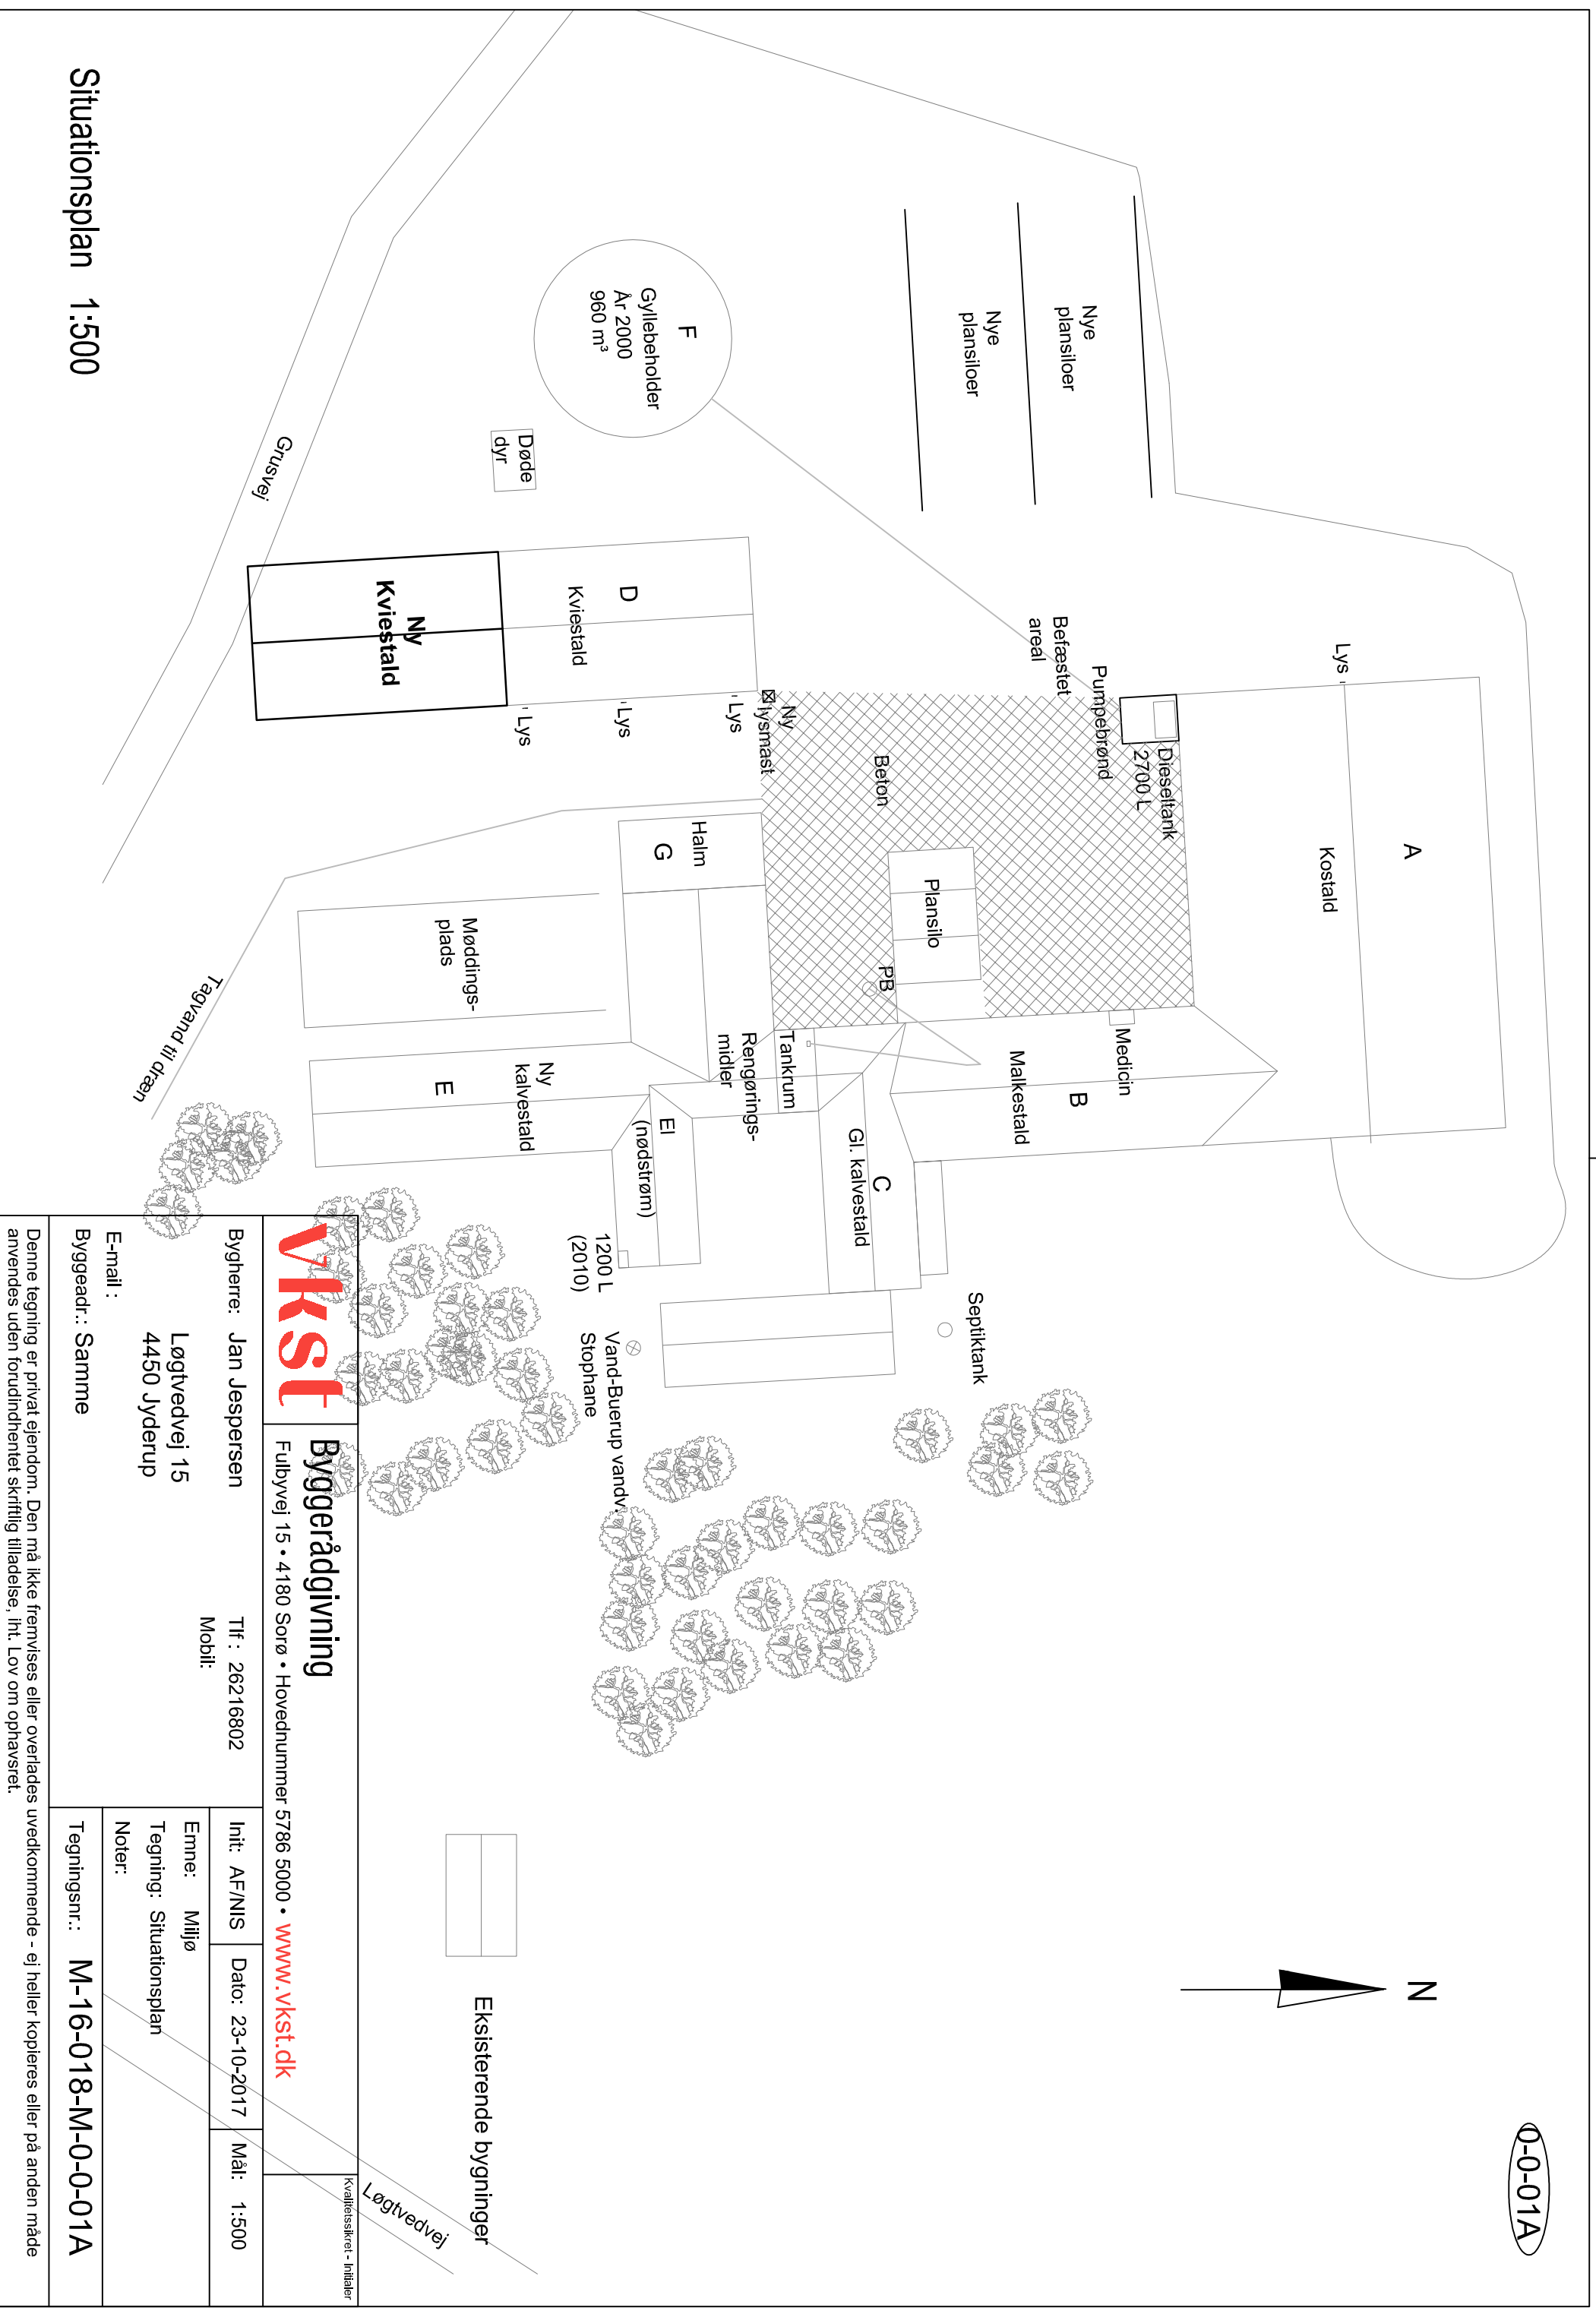 0-0-01A
N
A
Kostald
Lys
Dieseltank
2700 L
Pumpebrønd
Befæstet
areal
Nye
plansiloer
Nye
plansiloer
Medicin
B
Malkestald
Plansilo
PB
Beton
Ny
lysmast
Lys
Lys
Lys
F
Gyllebeholder
År 2000
960 m³
Døde
dyr
D
Kviestald
Ny
Kviestald
Halm
G
Tankrum
Rengørings-
midler
C
Gl. kalvestald
El
(nødstrøm)
Septiktank
1200 L
(2010)
Vand-Buerup vandv.
Stophane
Møddings-
plads
Ny
kalvestald
E
Grusvej
Tagvand til dræn
Eksisterende bygninger
Løgtvedvej
Situationsplan 1:500
vkst
Byggerådgivning
Fulbyvej 15 • 4180 Sorø • Hovednummer 5786 5000 • www.vkst.dk
Kvalitetssikret - Initialer
Bygherre: Jan Jespersen
Tlf : 26216802
Mobil:
Løgtvedvej 15
4450 Jyderup
E-mail :
Byggeadr.: Samme
Init: AF/NIS
Dato: 23-10-2017
Mål: 1:500
Emne: Miljø
Tegning: Situationsplan
Noter:
Tegningsnr.: M-16-018-M-0-0-01A
Denne tegning er privat ejendom. Den må ikke fremvises eller overlades uvedkommende - ej heller kopieres eller på anden måde
anvendes uden forudindhentet skriftlig tilladelse, iht. Lov om ophavsret.